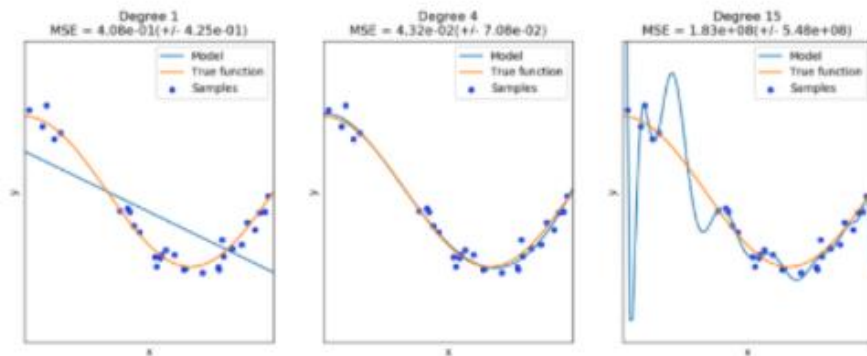 Degree 1
MSE = 4.08e-01(+/- 4.25e-01)
Model
True function
Samples
y
x
Degree 4
MSE = 4.32e-02(+/- 7.08e-02)
Model
True function
Samples
y
x
Degree 15
MSE = 1.83e+08(+/- 5.48e+08)
Model
True function
Samples
y
x